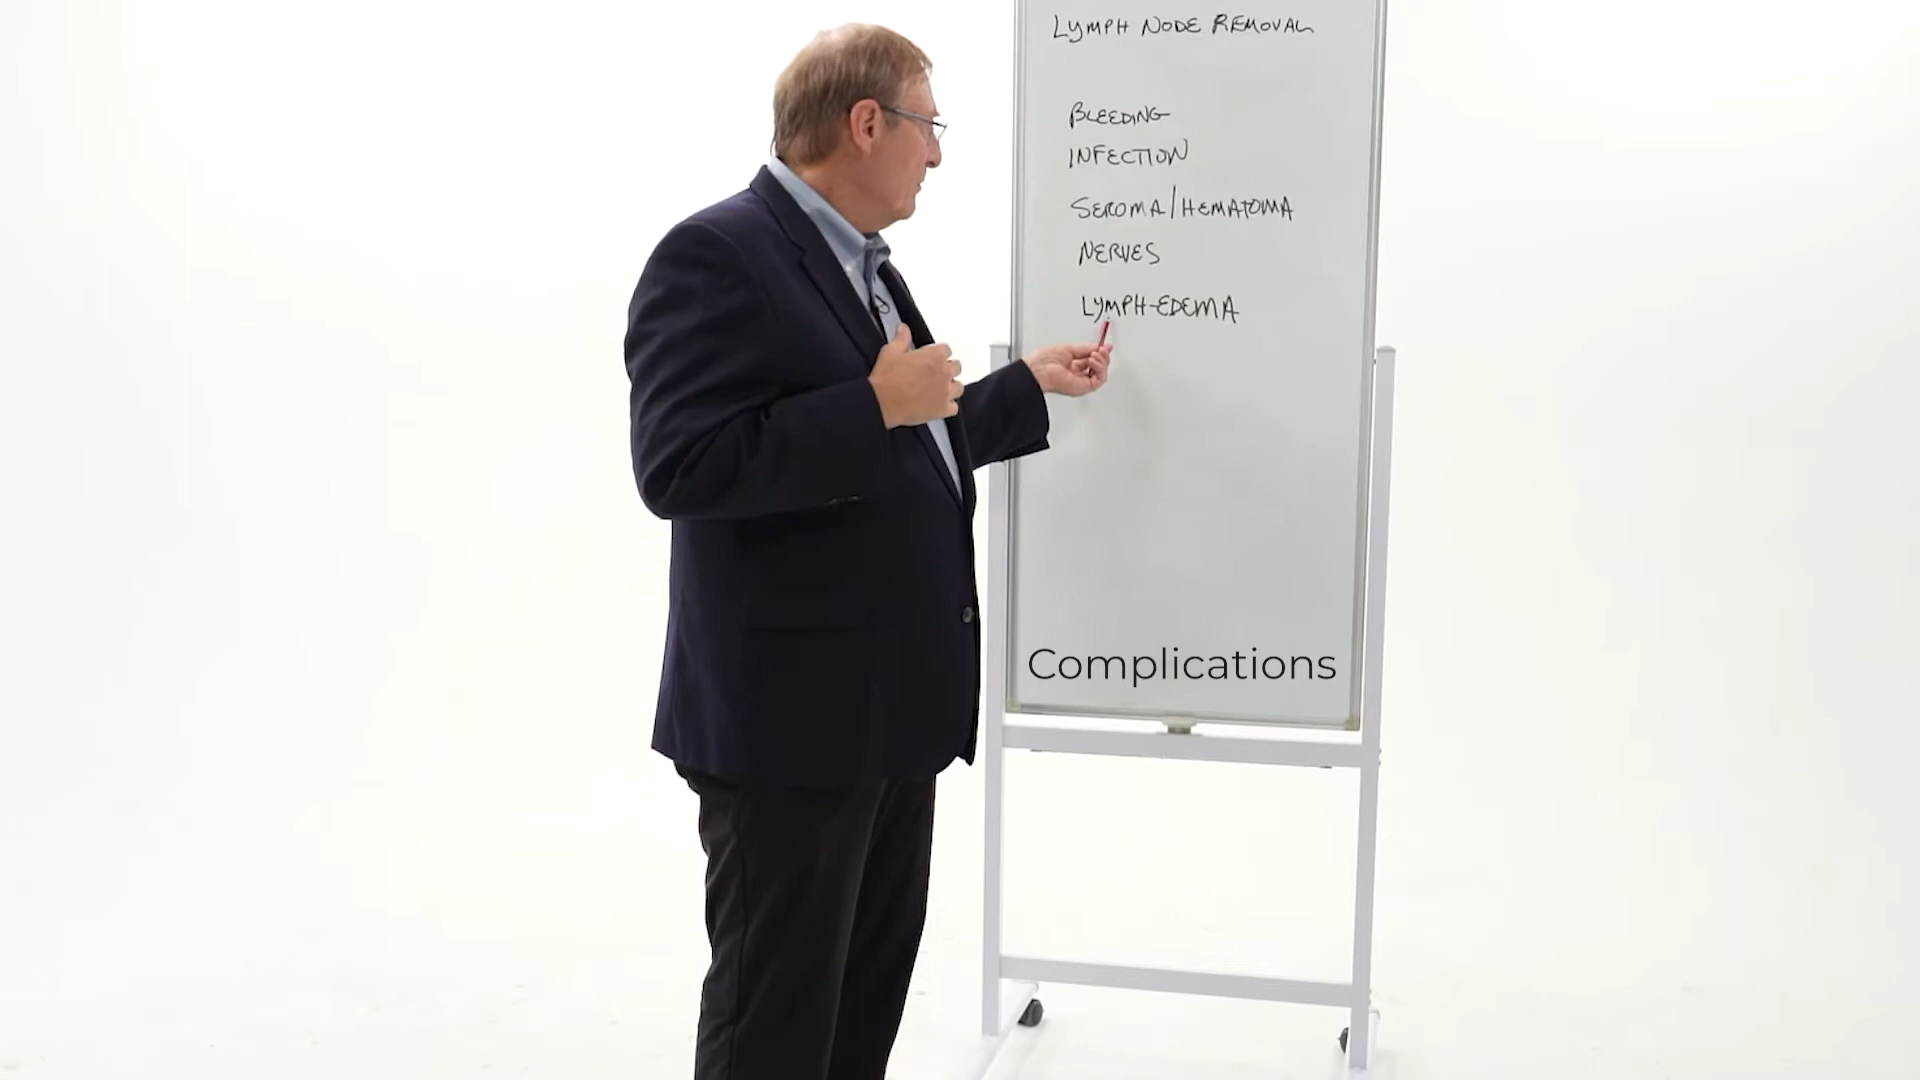 LYMPH NODE REMOVAL
BLEEDING
INFECTION
SEROMA/HEMATOMA
NERVES
LYMPH-EDEMA
Complications